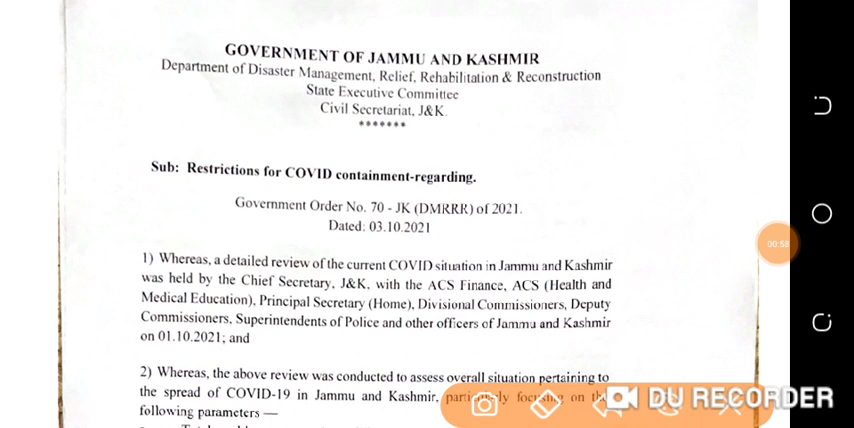 GOVERNMENT OF JAMMU AND KASHMIR
Department of Disaster Management, Relief, Rehabilitation & Reconstruction
State Executive Committee
Civil Secretariat, J&K.
*******
Sub: Restrictions for COVID containment-regarding.
Government Order No. 70 - JK (DMRRR) of 2021.
Dated: 03.10.2021
1) Whereas, a detailed review of the current COVID situation in Jammu and Kashmir
was held by the Chief Secretary, J&K, with the ACS Finance, ACS (Health and
Medical Education), Principal Secretary (Home), Divisional Commissioners, Deputy
Commissioners, Superintendents of Police and other officers of Jammu and Kashmir
on 01.10.2021; and
2) Whereas, the above review was conducted to assess overall situation pertaining to
the spread of COVID-19 in Jammu and Kashmir, particularly focusing on the
following parameters —
00:58
DU RECORDER